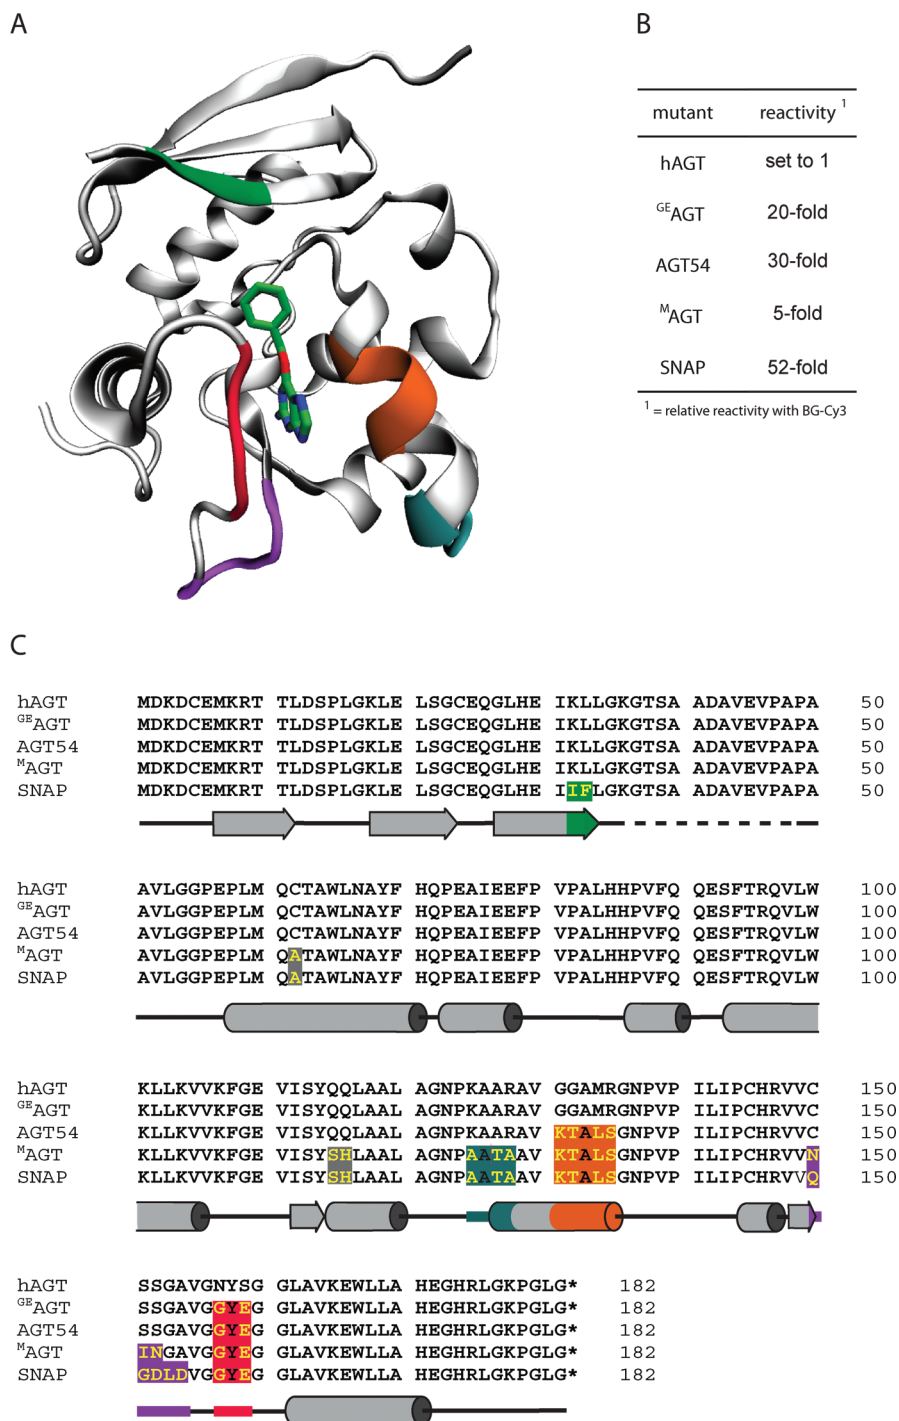 A
B
mutant reactivity 1
hAGT set to 1
GEAGT 20-fold
AGT54 30-fold
MAGT 5-fold
SNAP 52-fold
1 = relative reactivity with BG-Cy3
C
hAGT MDKDCEMKRT TLDSPLGKLE LSGCEQGLHE IKLLGKGTSA ADAVEVPAPA 50
GEAGT MDKDCEMKRT TLDSPLGKLE LSGCEQGLHE IKLLGKGTSA ADAVEVPAPA 50
AGT54 MDKDCEMKRT TLDSPLGKLE LSGCEQGLHE IKLLGKGTSA ADAVEVPAPA 50
MAGT MDKDCEMKRT TLDSPLGKLE LSGCEQGLHE IKLLGKGTSA ADAVEVPAPA 50
SNAP MDKDCEMKRT TLDSPLGKLE LSGCEQGLHE IIFLGKGTSA ADAVEVPAPA 50
hAGT AVLGGPEPLM QCTAWLNAYF HQPEAIEEFP VPALHHPVFQ QESFTRQVLW 100
GEAGT AVLGGPEPLM QCTAWLNAYF HQPEAIEEFP VPALHHPVFQ QESFTRQVLW 100
AGT54 AVLGGPEPLM QCTAWLNAYF HQPEAIEEFP VPALHHPVFQ QESFTRQVLW 100
MAGT AVLGGPEPLM QATAWLNAYF HQPEAIEEFP VPALHHPVFQ QESFTRQVLW 100
SNAP AVLGGPEPLM QATAWLNAYF HQPEAIEEFP VPALHHPVFQ QESFTRQVLW 100
hAGT KLLKVVKFGE VISYQQLAAL AGNPKAARAV GGAMRGNPVP ILIPCHRVVC 150
GEAGT KLLKVVKFGE VISYQQLAAL AGNPKAARAV GGAMRGNPVP ILIPCHRVVC 150
AGT54 KLLKVVKFGE VISYQQLAAL AGNPKAARAV KTALSGNPVP ILIPCHRVVC 150
MAGT KLLKVVKFGE VISYSHLAAL AGNPAATAAV KTALSGNPVP ILIPCHRVVN 150
SNAP KLLKVVKFGE VISYSHLAAL AGNPAATAAV KTALSGNPVP ILIPCHRVVQ 150
hAGT SSGAVGNYSG GLAVKEWLLA HEGHRLGKPGLG* 182
GEAGT SSGAVGGYEG GLAVKEWLLA HEGHRLGKPGLG* 182
AGT54 SSGAVGGYEG GLAVKEWLLA HEGHRLGKPGLG* 182
MAGT INGAVGGYEG GLAVKEWLLA HEGHRLGKPGLG* 182
SNAP GDLDVGGYEG GLAVKEWLLA HEGHRLGKPGLG* 182